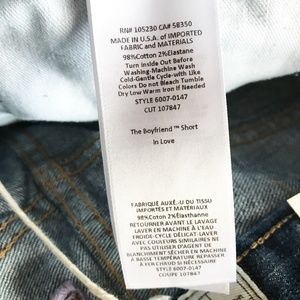 RN# 105230 CA# 58350
MADE IN U.S.A. of IMPORTED
FABRIC and MATERIALS
98%Cotton 2%Elastane
Turn Inside Out Before
Washing-Machine Wash
Cold-Gentle Cycle-with Like
Colors Do not Bleach Tumble
Dry Low Warm Iron If Needed
STYLE 6007-0147
CUT 107847
The Boyfriend ™ Short
In Love
FABRIQUÉ AUX É.-U DU TISSU
IMPORTÉS ET MATÉRIAUX
98%Coton 2%Élasthanne
RETOURNER AVANT LE LAVAGE
LAVER EN MACHINE À L'EAU
FROIDE-CYCLE DÉLICAT-LAVER
AVEC COULEURS SIMILAIRES NE
PAS UTILISER D'AGENT DE
BLANCHIMENT SÉCHER EN MACHINE
À BASSE TEMPÉRATURE REPASSER
À FER CHAUD SI NÉCESSAIRE
STYLE 6007-0147
COUPE 107847